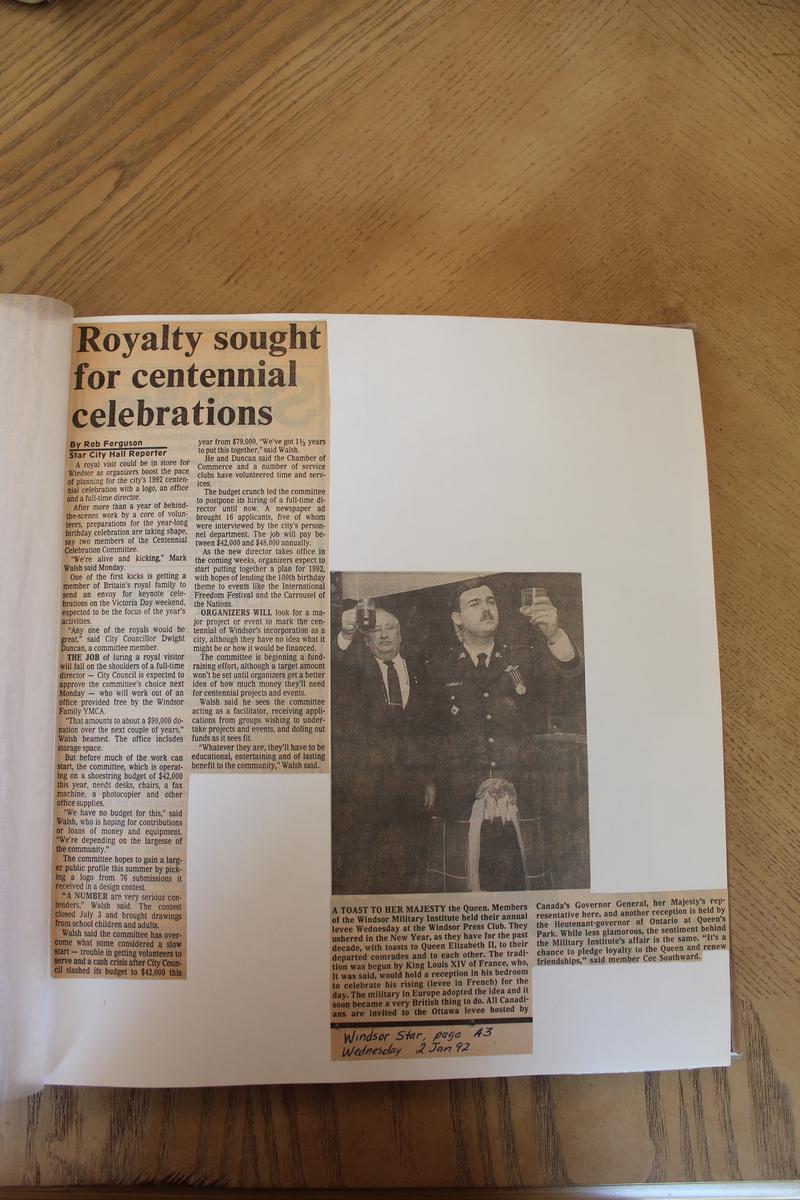 Royalty sought
for centennial
celebrations
By Rob Ferguson
Star City Hall Reporter
A royal visit could be in store for
Windsor as organizers boost the pace
of planning for the city's 1992 centen-
nial celebration with a logo, an office
and a full-time director.
After more than a year of behind-
the-scenes work by a core of volun-
teers, preparations for the year-long
birthday celebration are taking shape,
say two members of the Centennial
Celebration Committee.
"We're alive and kicking," Mark
Walsh said Monday.
One of the first kicks is getting a
member of Britain's royal family to
send an envoy for keynote cele-
brations on the Victoria Day weekend,
expected to be the focus of the year's
activities.
"Any one of the royals would be
great," said City Councillor Dwight
Duncan, a committee member.
THE JOB of luring a royal visitor
will fall on the shoulders of a full-time
director — City Council is expected to
approve the committee's choice next
Monday — who will work out of an
office provided free by the Windsor
Family YMCA.
"That amounts to about a $90,000 do-
nation over the next couple of years,"
Walsh beamed. The office includes
storage space.
But before much of the work can
start, the committee, which is operat-
ing on a shoestring budget of $42,000
this year, needs desks, chairs, a fax
machine, a photocopier and other
office supplies.
"We have no budget for this," said
Walsh, who is hoping for contributions
or loans of money and equipment.
"We're depending on the largesse of
the community."
The committee hopes to gain a larg-
er public profile this summer by pick-
ing a logo from 76 submissions it
received in a design contest.
"A NUMBER are very serious con-
tenders," Walsh said. The contest
closed July 3 and brought drawings
from school children and adults.
Walsh said the committee has over-
come what some considered a slow
start — trouble in getting volunteers to
serve and a cash crisis after City Coun-
cil slashed its budget to $42,000 this
year from $79,000, "We've got 1½ years
to put this together," said Walsh.
He and Duncan said the Chamber of
Commerce and a number of service
clubs have volunteered time and serv-
ices.
The budget crunch led the committee
to postpone its hiring of a full-time di-
rector until now. A newspaper ad
brought 16 applicants, five of whom
were interviewed by the city's person-
nel department. The job will pay be-
tween $42,000 and $48,000 annually.
As the new director takes office in
the coming weeks, organizers expect to
start putting together a plan for 1992,
with hopes of lending the 100th birthday
theme to events like the International
Freedom Festival and the Carrousel of
the Nations.
ORGANIZERS WILL look for a ma-
jor project or event to mark the cen-
tennial of Windsor's incorporation as a
city, although they have no idea what it
might be or how it would be financed.
The committee is beginning a fund-
raising effort, although a target amount
won't be set until organizers get a better
idea of how much money they'll need
for centennial projects and events.
Walsh said he sees the committee
acting as a facilitator, receiving appli-
cations from groups wishing to under-
take projects and events, and doling out
funds as it sees fit.
"Whatever they are, they'll have to be
educational, entertaining and of lasting
benefit to the community," Walsh said.
A TOAST TO HER MAJESTY the Queen. Members
of the Windsor Military Institute held their annual
levee Wednesday at the Windsor Press Club. They
ushered in the New Year, as they have for the past
decade, with toasts to Queen Elizabeth II, to their
departed comrades and to each other. The tradi-
tion was begun by King Louis XIV of France, who,
it was said, would hold a reception in his bedroom
to celebrate his rising (levee in French) for the
day. The military in Europe adopted the idea and it
soon became a very British thing to do. All Canadi-
ans are invited to the Ottawa levee hosted by
Canada's Governor General, her Majesty's rep-
resentative here, and another reception is held by
the lieutenant-governor of Ontario at Queen's
Park. While less glamorous, the sentiment behind
the Military Institute's affair is the same. "It's a
chance to pledge loyalty to the Queen and renew
friendships," said member Cec Southward.
Windsor Star, page A3
Wednesday 2 Jan 92